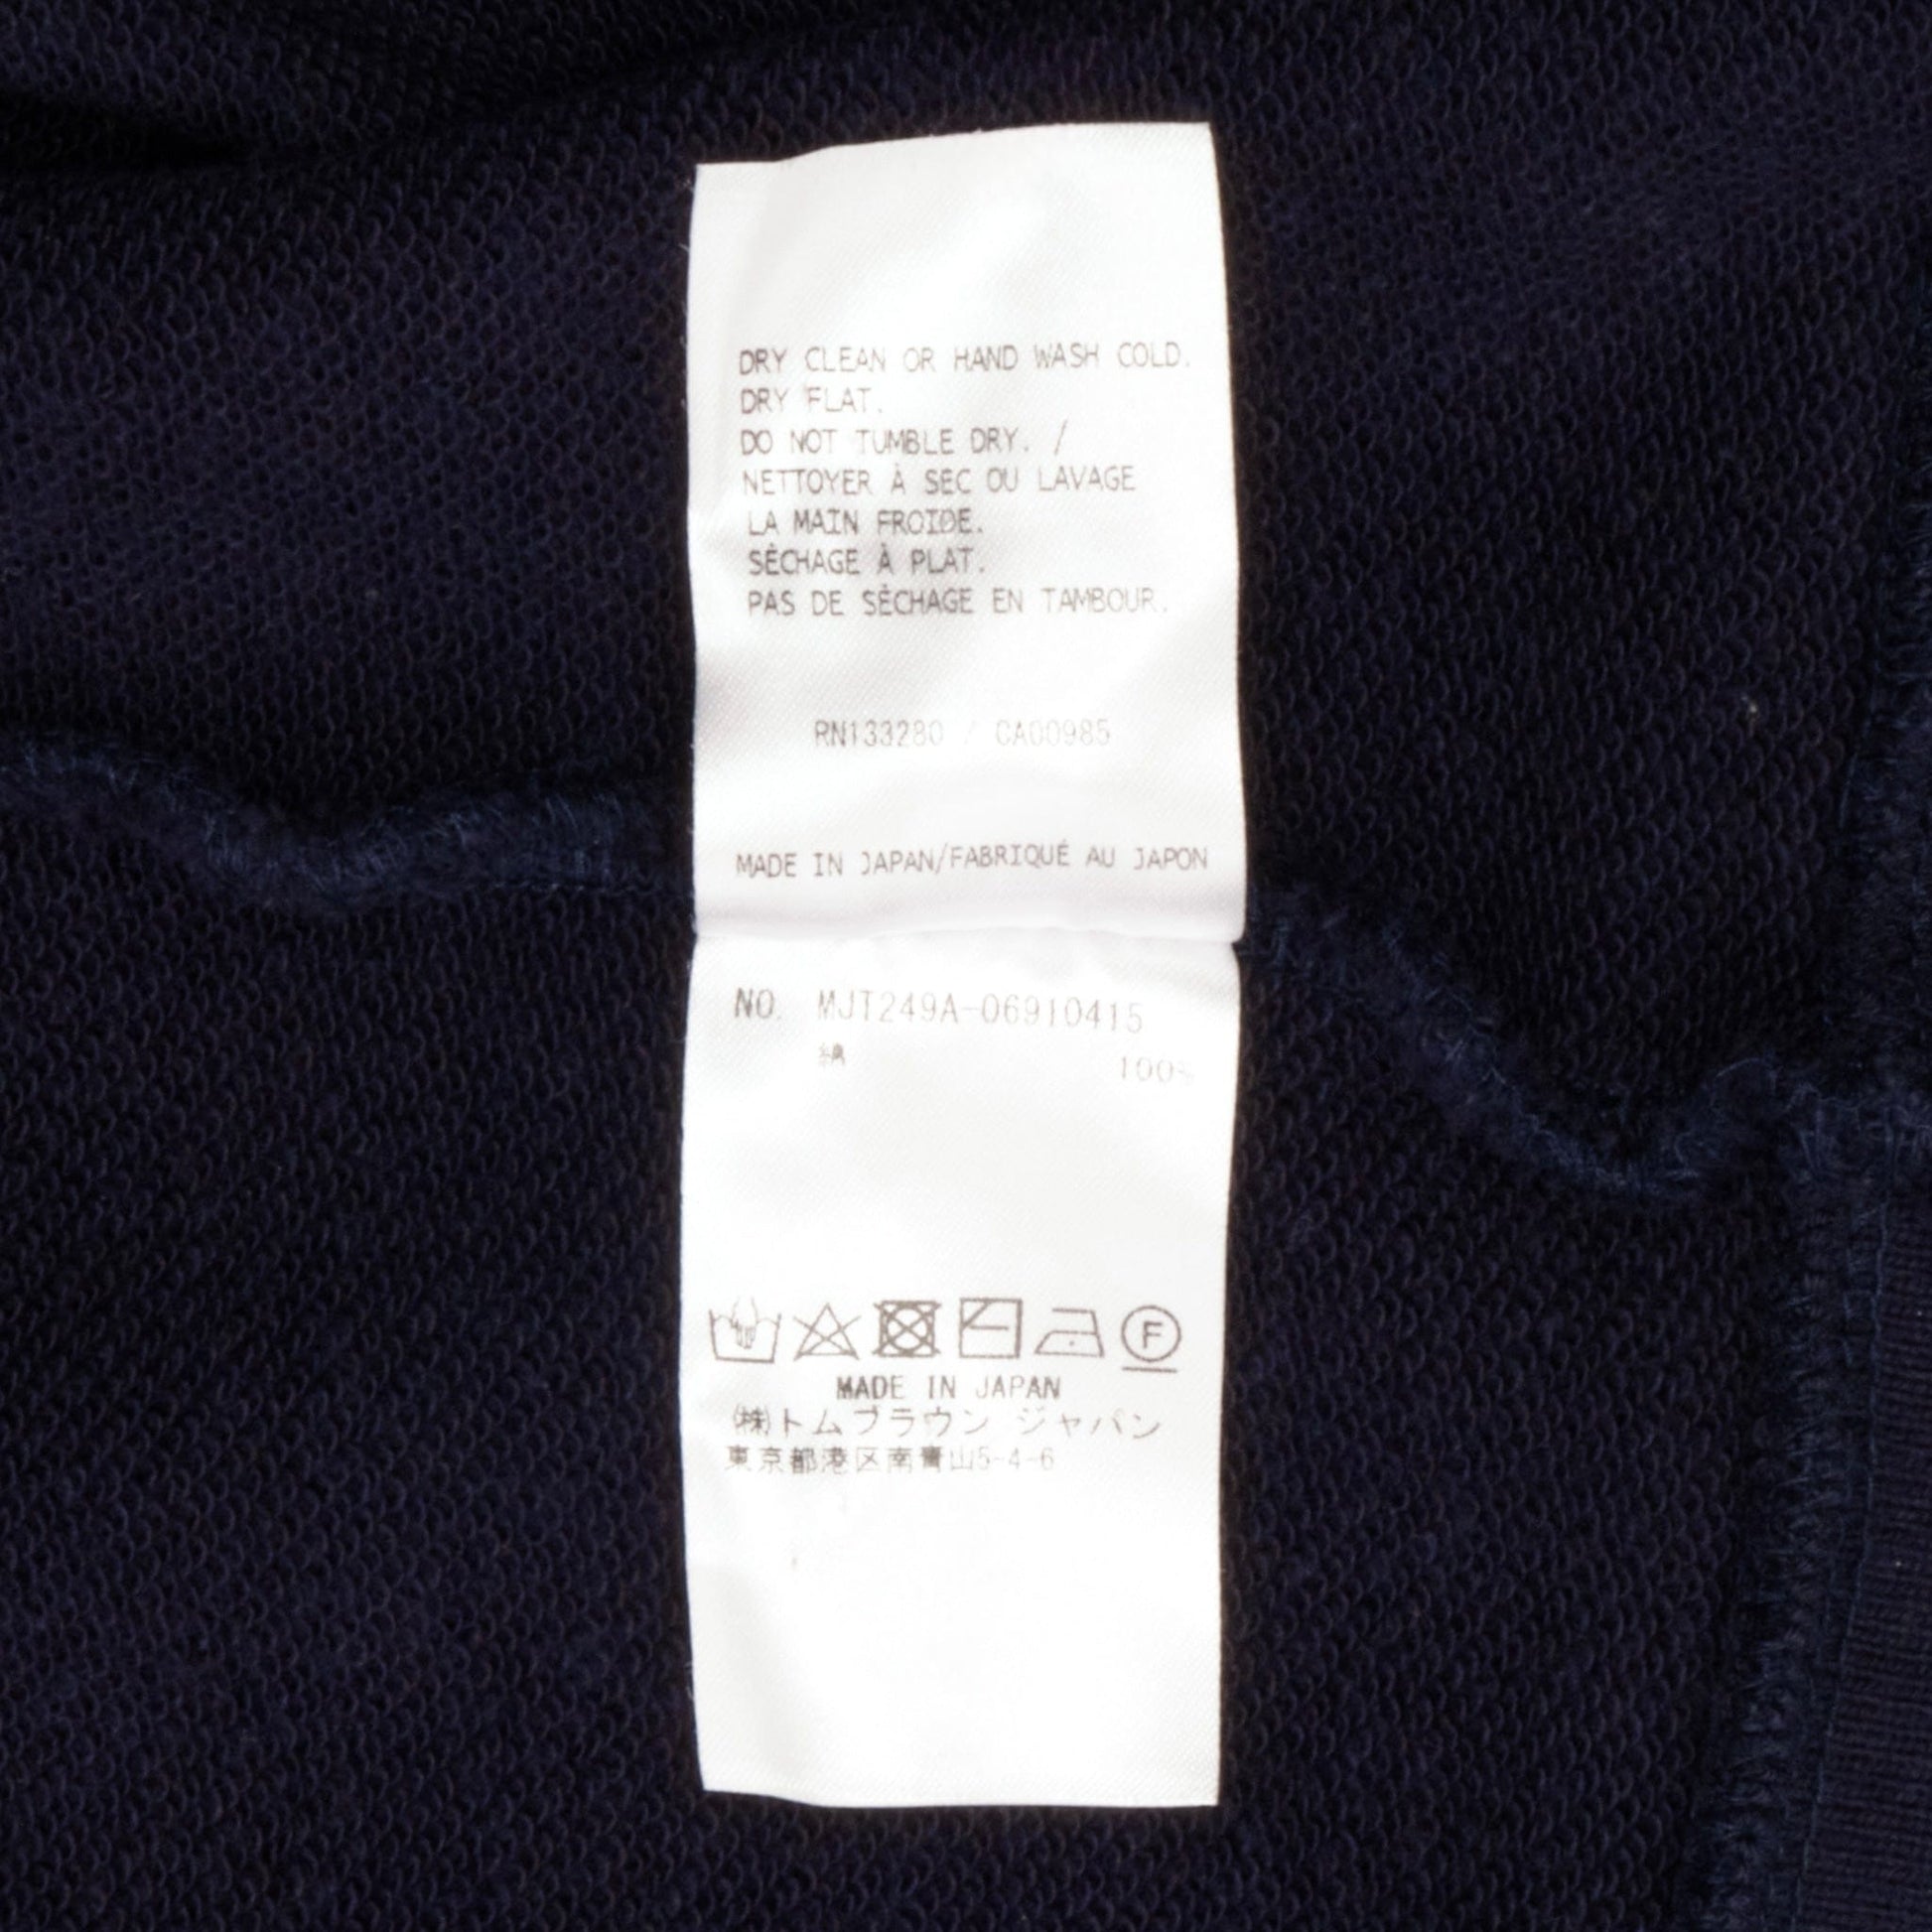 DRY CLEAN OR HAND WASH COLD.
DRY FLAT.
DO NOT TUMBLE DRY. /
NETTOYER À SEC OU LAVAGE
LA MAIN FROIDE.
SÉCHAGE À PLAT.
PAS DE SÉCHAGE EN TAMBOUR.
RN133280 / CA00985
MADE IN JAPAN/FABRIQUÉ AU JAPON
NO. MJT249A-06910415
綿 100%
F
MADE IN JAPAN
㈱トムブラウン ジャパン
東京都港区南青山5-4-6